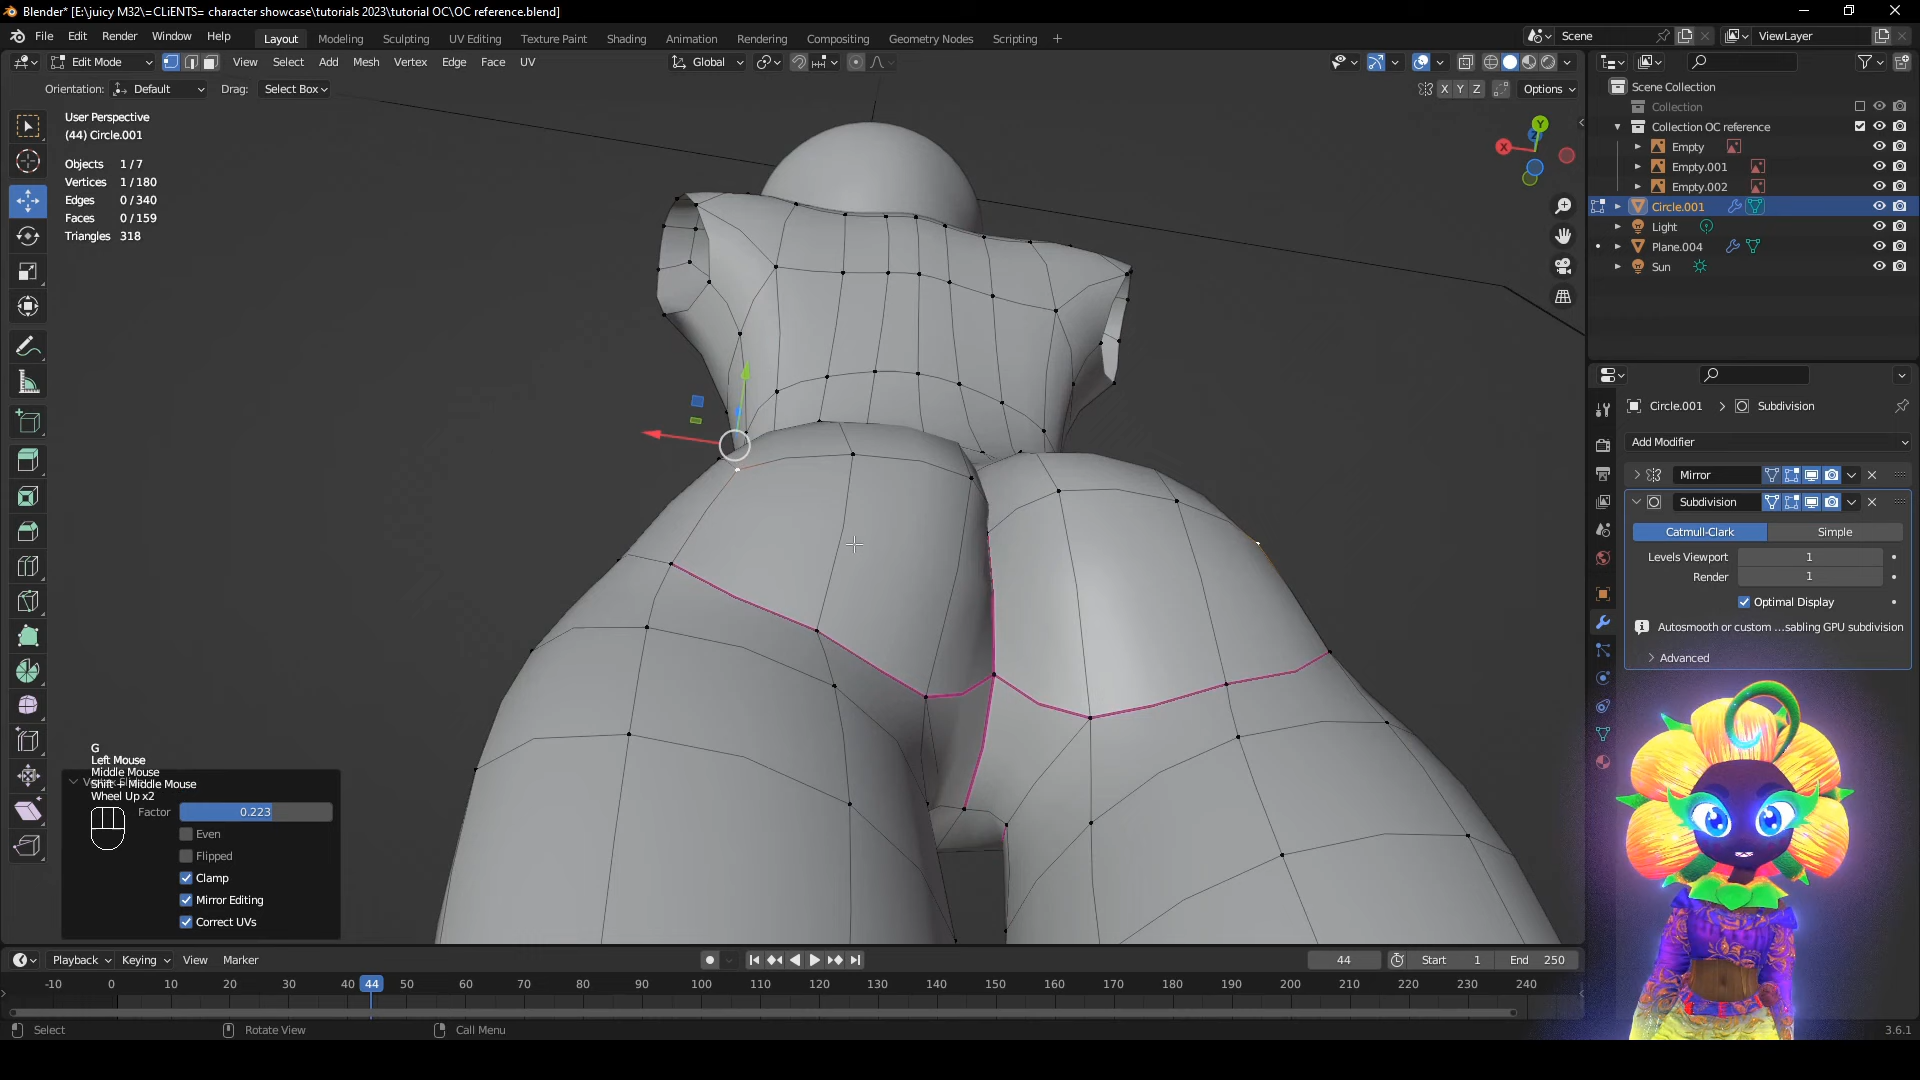 Blender* [E:\juicy M32\=CLiENTS= character showcase\tutorials 2023\tutorial OC\OC reference.blend]
File Edit Render Window Help Layout Modeling Sculpting UV Editing Texture Paint Shading Animation Rendering Compositing Geometry Nodes Scripting + Scene ViewLayer
Edit Mode View Select Add Mesh Vertex Edge Face UV Global
Orientation: Default Drag: Select Box X Y Z Options
User Perspective
(44) Circle.001
Objects 1/7
Vertices 1/180
Edges 0/340
Faces 0/159
Triangles 318
Y
X
Z
Scene Collection
Collection
Collection OC reference
Empty
Empty.001
Empty.002
Circle.001
Light
Plane.004
Sun
Circle.001 > Subdivision
Add Modifier
Mirror
Subdivision
Catmull-Clark Simple
Levels Viewport 1
Render 1
Optimal Display
Autosmooth or custom ...sabling GPU subdivision
Advanced
G
Left Mouse
Middle Mouse
Shift + Middle Mouse
Wheel Up x2
Factor 0.223
Even
Flipped
Clamp
Mirror Editing
Correct UVs
Playback Keying View Marker 44 Start 1 End 250
-10 0 10 20 30 40 44 50 60 70 80 90 100 110 120 130 140 150 160 170 180 190 200 210 220 230 240
Select Rotate View Call Menu 3.6.1